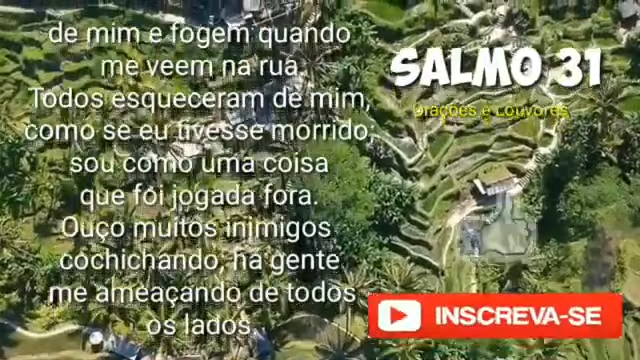 de mim e fogem quando
me veem na rua.
Todos esqueceram de mim,
como se eu tivesse morrido;
sou como uma coisa
que foi jogada fora.
Ouço muitos inimigos
cochichando; há gente
me ameaçando de todos
os lados.
SALMO 31
Orações e Louvores
INSCREVA-SE